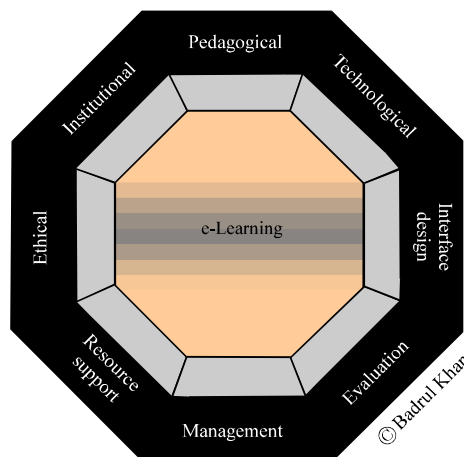 Pedagogical
Technological
Interface
design
Evaluation
Management
Resource
support
Ethical
Institutional
e-Learning
© Badrul Khan